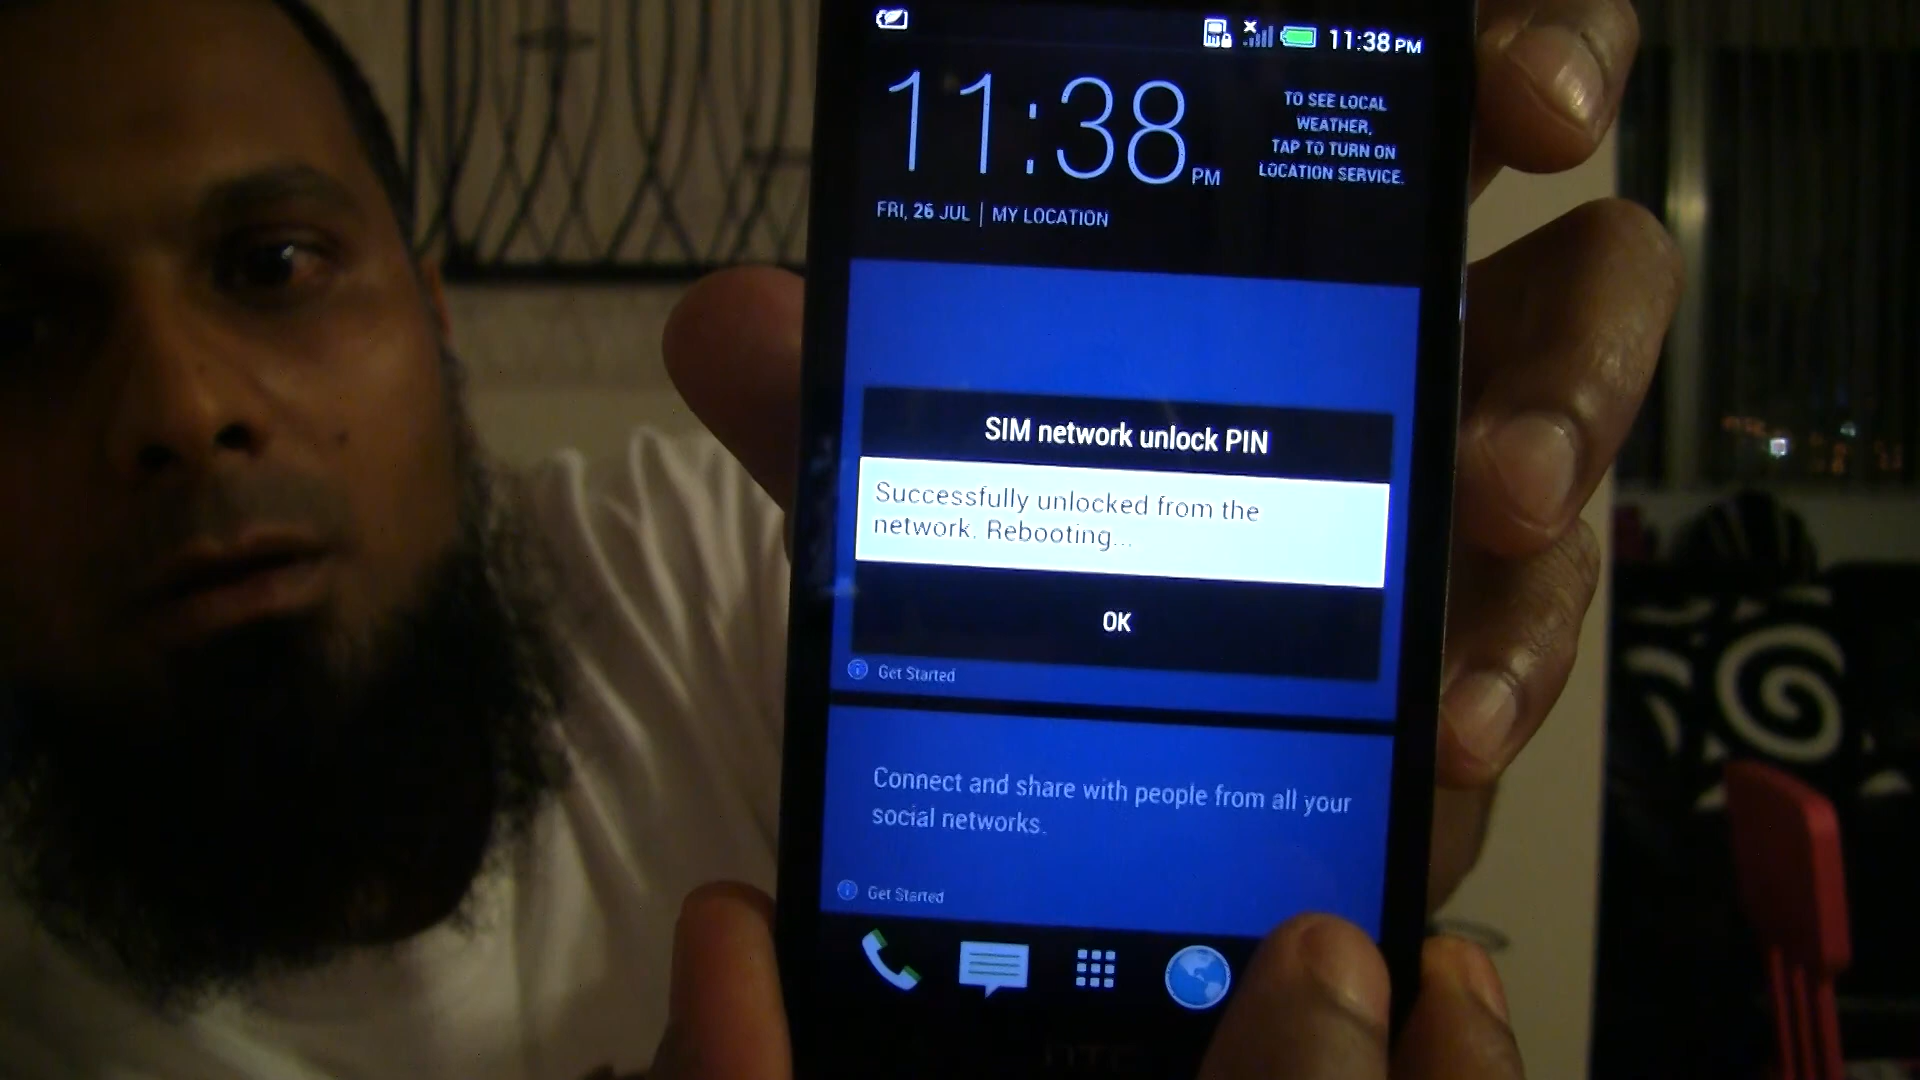 11:38 PM
11:38 PM
TO SEE LOCAL
WEATHER,
TAP TO TURN ON
LOCATION SERVICE.
FRI, 26 JUL | MY LOCATION
SIM network unlock PIN
Successfully unlocked from the
network. Rebooting...
OK
Get Started
Connect and share with people from all your
social networks.
Get Started
hTC